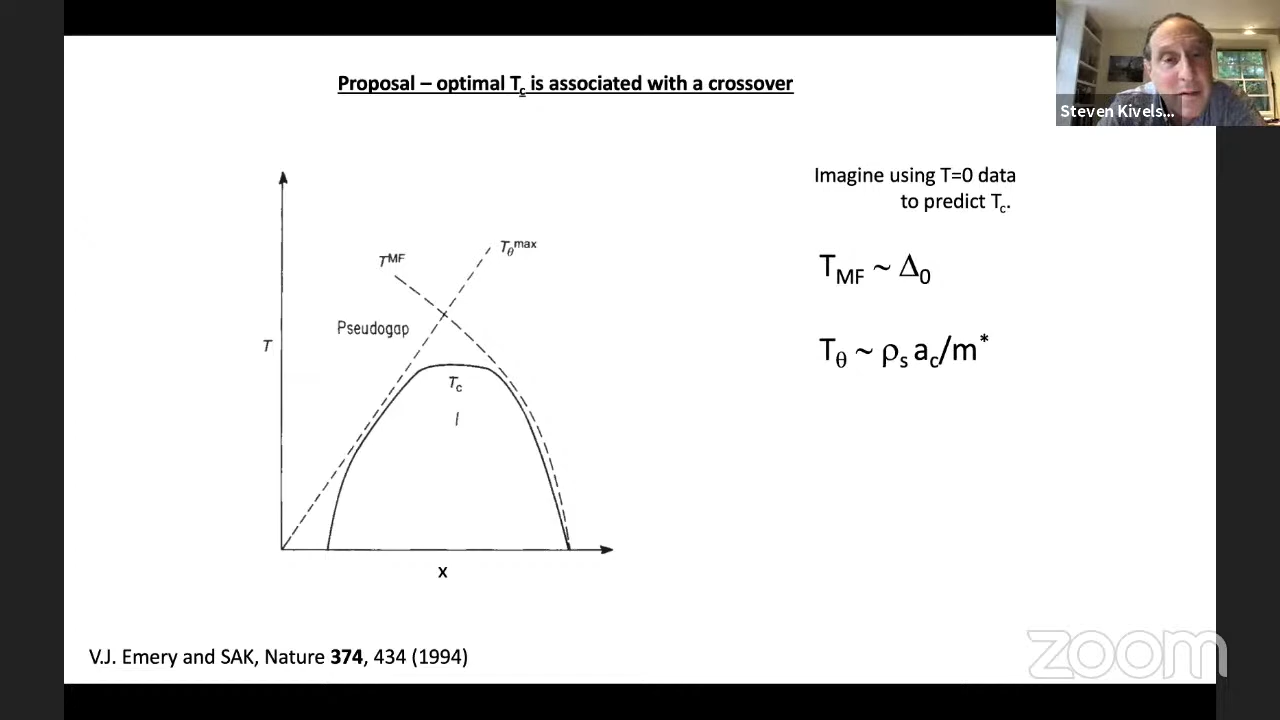 Proposal – optimal Tc is associated with a crossover
Steven Kivels...
Imagine using T=0 data
to predict Tc.
TMF ~ Δ0
Tθ ~ ρs ac/m*
Tθmax
TMF
Pseudogap
T
Tc
x
V.J. Emery and SAK, Nature 374, 434 (1994)
zoom